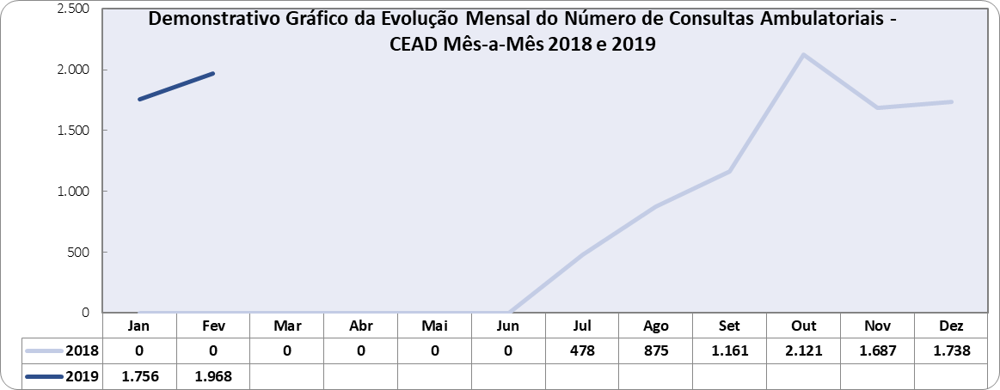 Demonstrativo Gráfico da Evolução Mensal do Número de Consultas Ambulatoriais -
CEAD Mês-a-Mês 2018 e 2019
2.500
2.000
1.500
1.000
500
0
Jan Fev Mar Abr Mai Jun Jul Ago Set Out Nov Dez
2018 0 0 0 0 0 0 478 875 1.161 2.121 1.687 1.738
2019 1.756 1.968